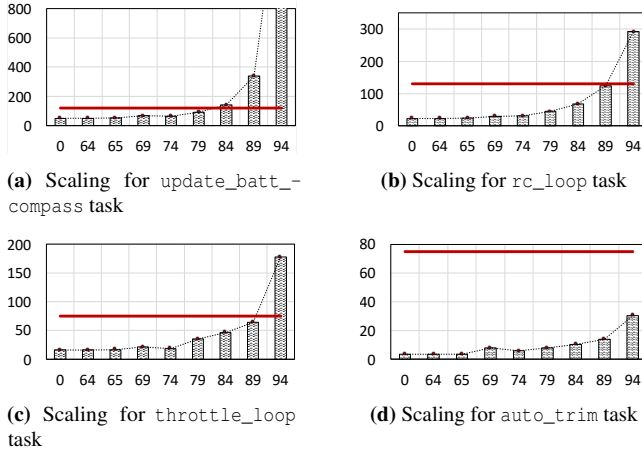 800
600
400
200
0
0 64 65 69 74 79 84 89 94
(a) Scaling for update_batt_-
compass task
300
200
100
0
0 64 65 69 74 79 84 89 94
(b) Scaling for rc_loop task
200
150
100
50
0
0 64 65 69 74 79 84 89 94
(c) Scaling for throttle_loop
task
80
60
40
20
0
0 64 65 69 74 79 84 89 94
(d) Scaling for auto_trim task